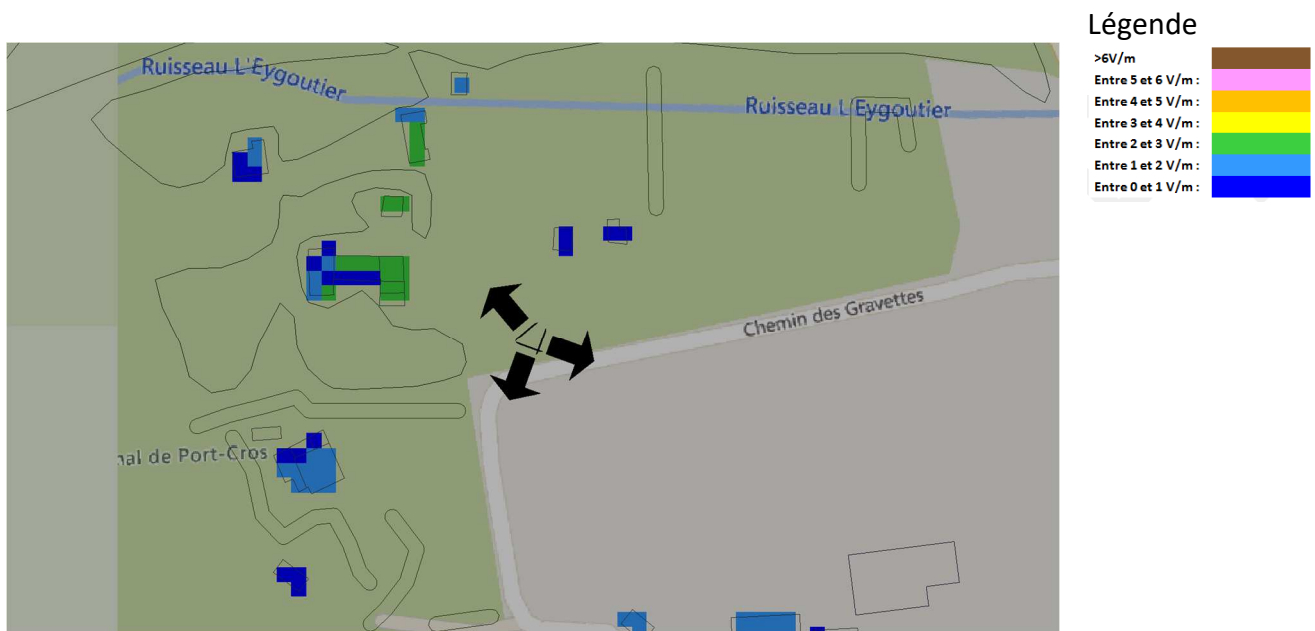 Légende
>6V/m
Entre 5 et 6 V/m :
Entre 4 et 5 V/m :
Entre 3 et 4 V/m :
Entre 2 et 3 V/m :
Entre 1 et 2 V/m :
Entre 0 et 1 V/m :
Ruisseau L'Eygoutier
Ruisseau L'Eygoutier
Chemin des Gravettes
4
nal de Port-Cros